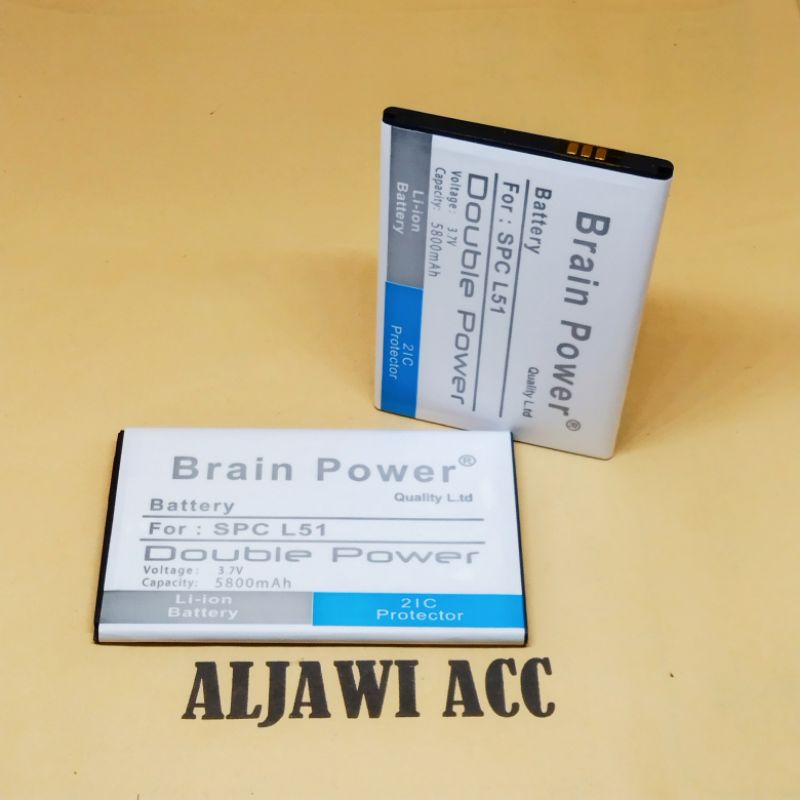 Brain Power®
Quality L.td
Battery
For : SPC L51
Double Power
Voltage: 3.7V
Capacity: 5800mAh
Li-ion
Battery
2IC
Protector
Brain Power®
Quality L.td
Battery
For : SPC L51
Double Power
Voltage: 3.7V
Capacity: 5800mAh
Li-ion
Battery
2IC
Protector
ALJAWI ACC